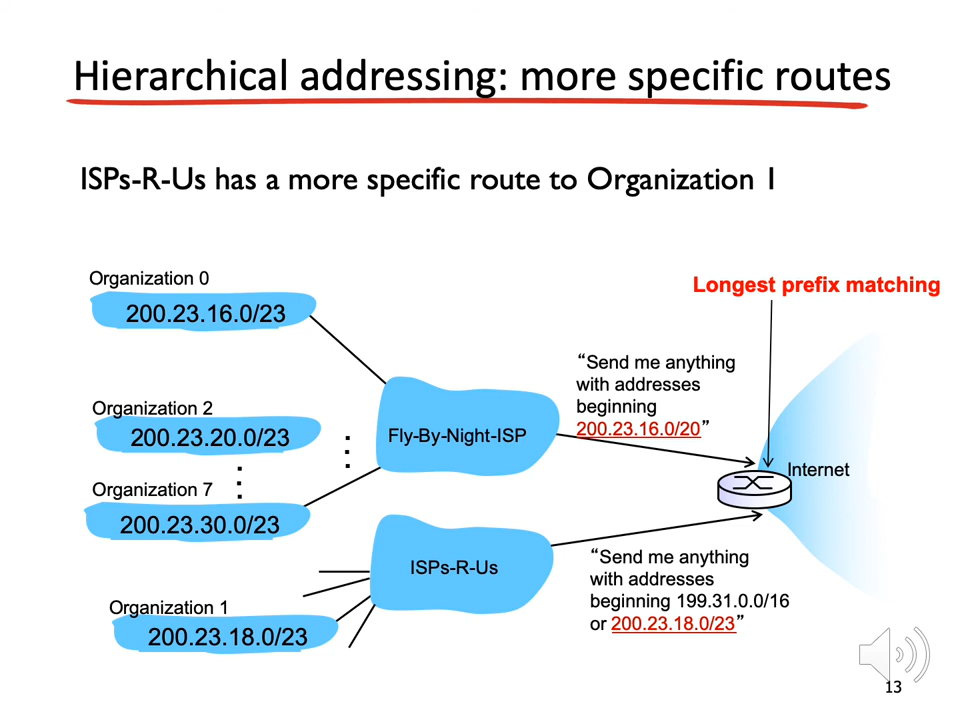 Hierarchical addressing: more specific routes
ISPs-R-Us has a more specific route to Organization 1
Organization 0
200.23.16.0/23
Organization 2
200.23.20.0/23
Organization 7
200.23.30.0/23
Organization 1
200.23.18.0/23
Fly-By-Night-ISP
ISPs-R-Us
“Send me anything
with addresses
beginning
200.23.16.0/20”
Longest prefix matching
Internet
“Send me anything
with addresses
beginning 199.31.0.0/16
or 200.23.18.0/23”
13